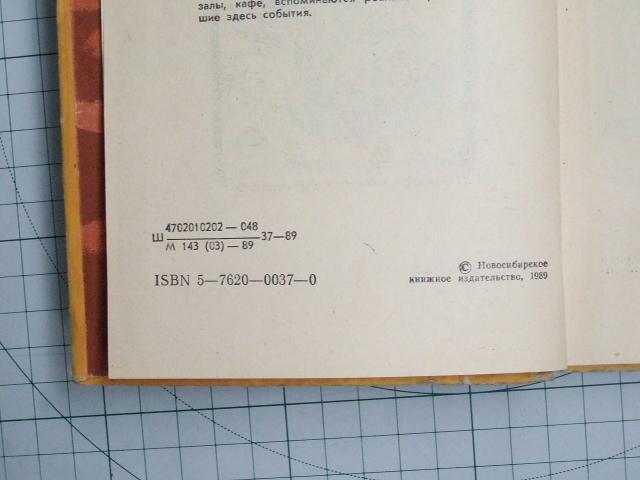 залы, кафе, вспоминаются
шие здесь события.
4702010202 — 048
Ш 37—89
М 143 (03) — 89
ISBN 5—7620—0037—0
© Новосибирское
книжное издательство, 1989